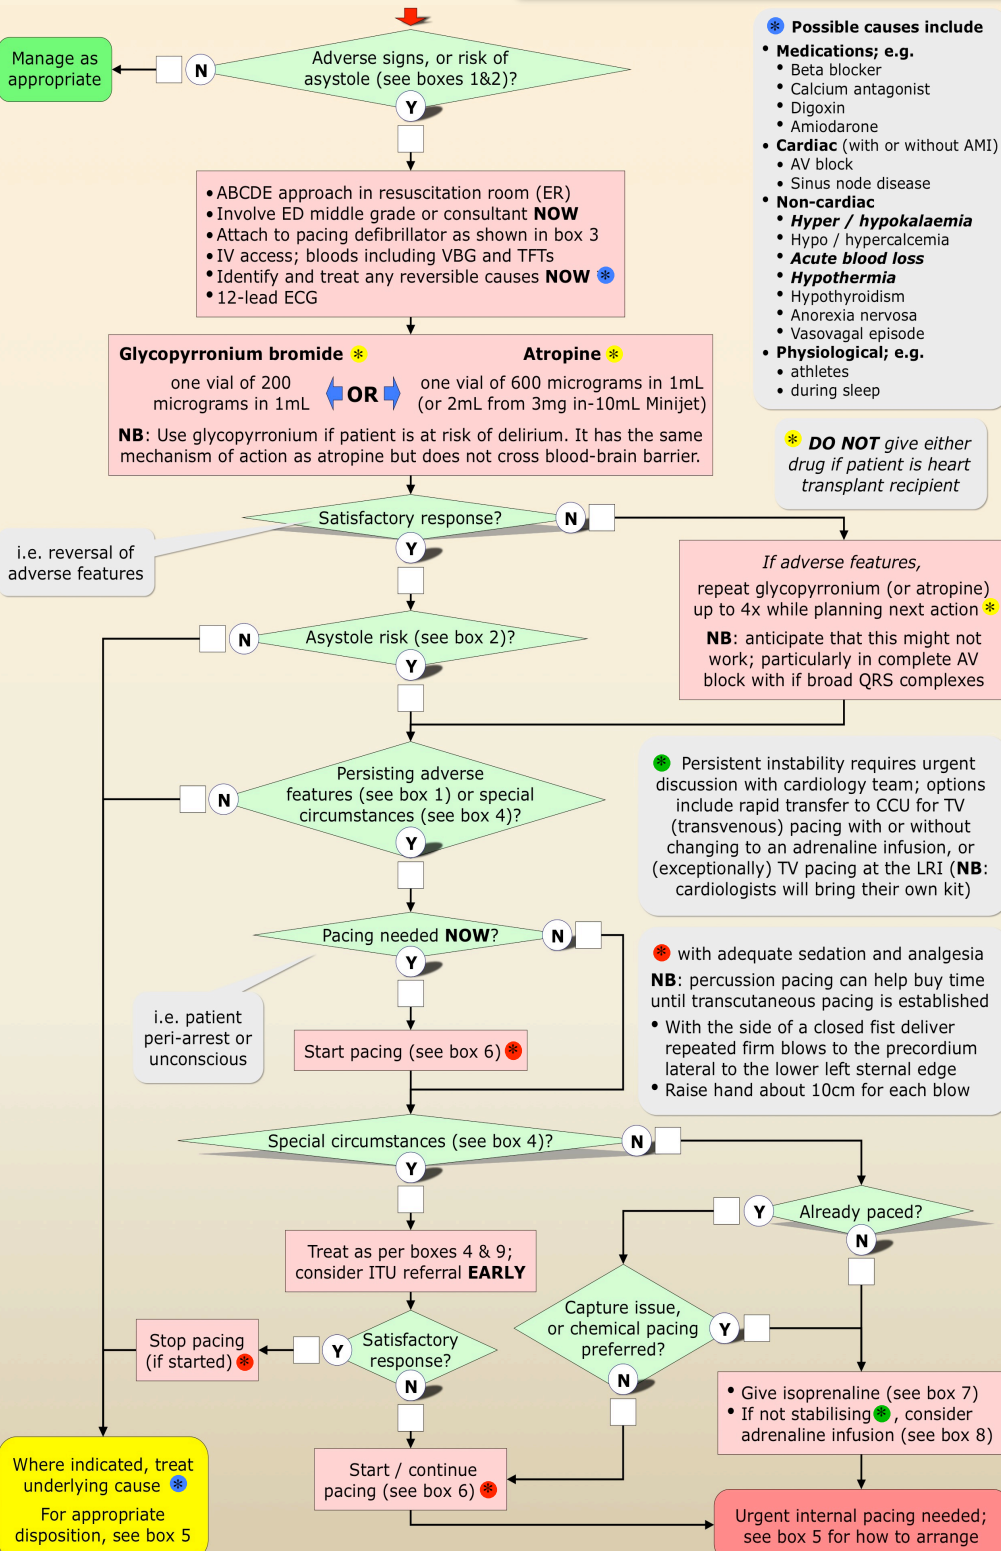 Manage as
appropriate
N
Adverse signs, or risk of
asystole (see boxes 1&2)?
Y
* Possible causes include
• Medications; e.g.
• Beta blocker
• Calcium antagonist
• Digoxin
• Amiodarone
• Cardiac (with or without AMI)
• AV block
• Sinus node disease
• Non-cardiac
• Hyper / hypokalaemia
• Hypo / hypercalcemia
• Acute blood loss
• Hypothermia
• Hypothyroidism
• Anorexia nervosa
• Vasovagal episode
• Physiological; e.g.
• athletes
• during sleep
• ABCDE approach in resuscitation room (ER)
• Involve ED middle grade or consultant NOW
• Attach to pacing defibrillator as shown in box 3
• IV access; bloods including VBG and TFTs
• Identify and treat any reversible causes NOW *
• 12-lead ECG
Glycopyrronium bromide *
one vial of 200
micrograms in 1mL
OR
Atropine *
one vial of 600 micrograms in 1mL
(or 2mL from 3mg in-10mL Minijet)
NB: Use glycopyrronium if patient is at risk of delirium. It has the same
mechanism of action as atropine but does not cross blood-brain barrier.
* DO NOT give either
drug if patient is heart
transplant recipient
Satisfactory response?
N
Y
i.e. reversal of
adverse features
If adverse features,
repeat glycopyrronium (or atropine)
up to 4x while planning next action *
NB: anticipate that this might not
work; particularly in complete AV
block with if broad QRS complexes
N
Asystole risk (see box 2)?
Y
N
Persisting adverse
features (see box 1) or special
circumstances (see box 4)?
Y
* Persistent instability requires urgent
discussion with cardiology team; options
include rapid transfer to CCU for TV
(transvenous) pacing with or without
changing to an adrenaline infusion, or
(exceptionally) TV pacing at the LRI (NB:
cardiologists will bring their own kit)
Pacing needed NOW?
N
Y
i.e. patient
peri-arrest or
unconscious
* with adequate sedation and analgesia
NB: percussion pacing can help buy time
until transcutaneous pacing is established
• With the side of a closed fist deliver
repeated firm blows to the precordium
lateral to the lower left sternal edge
• Raise hand about 10cm for each blow
Start pacing (see box 6) *
Special circumstances (see box 4)?
N
Y
Y
Already paced?
N
Treat as per boxes 4 & 9;
consider ITU referral EARLY
Capture issue,
or chemical pacing
preferred?
Y
N
Stop pacing
(if started) *
Y
Satisfactory
response?
N
• Give isoprenaline (see box 7)
• If not stabilising *, consider
adrenaline infusion (see box 8)
Where indicated, treat
underlying cause *
For appropriate
disposition, see box 5
Start / continue
pacing (see box 6) *
Urgent internal pacing needed;
see box 5 for how to arrange